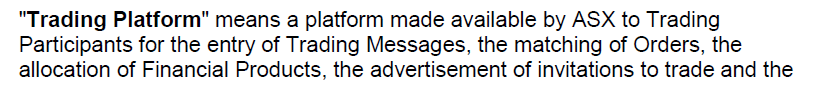 "Trading Platform" means a platform made available by ASX to Trading
Participants for the entry of Trading Messages, the matching of Orders, the
allocation of Financial Products, the advertisement of invitations to trade and the